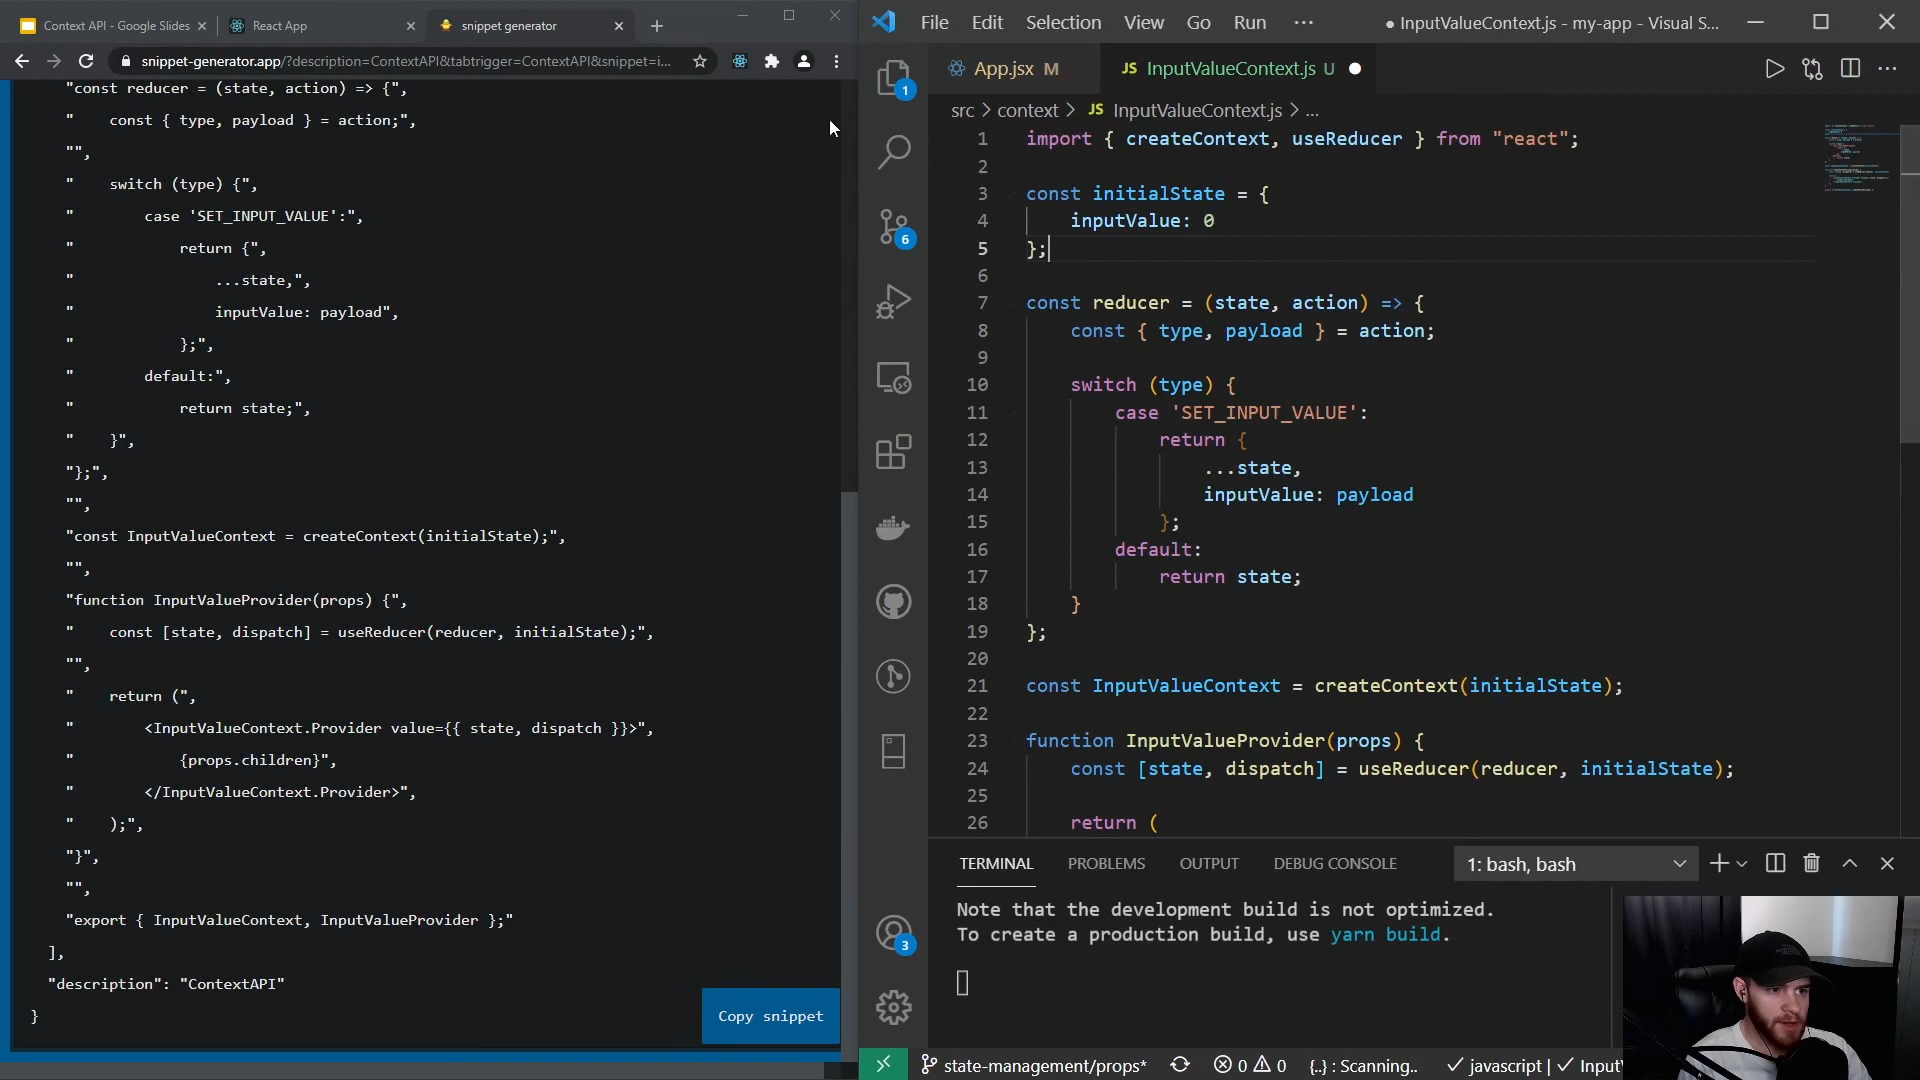 Context API - Google Slides
React App
snippet generator
snippet-generator.app/?description=ContextAPI&tabtrigger=ContextAPI&snippet=i...
"const reducer = (state, action) => {",
"    const { type, payload } = action;",
"",
"    switch (type) {",
"        case 'SET_INPUT_VALUE':",
"            return {",
"                ...state,",
"                inputValue: payload",
"            };",
"        default:",
"            return state;",
"    }",
"};",
"",
"const InputValueContext = createContext(initialState);",
"",
"function InputValueProvider(props) {",
"    const [state, dispatch] = useReducer(reducer, initialState);",
"",
"    return (",
"        <InputValueContext.Provider value={{ state, dispatch }}>",
"            {props.children}",
"        </InputValueContext.Provider>",
"    );",
"}",
"",
"export { InputValueContext, InputValueProvider };"
],
"description": "ContextAPI"
}
Copy snippet
File Edit Selection View Go Run ···
● InputValueContext.js - my-app - Visual S...
App.jsx M
JS InputValueContext.js U
src > context > JS InputValueContext.js > ...
1
6
3
1 import { createContext, useReducer } from "react";
2
3 const initialState = {
4     inputValue: 0
5 };
6
7 const reducer = (state, action) => {
8     const { type, payload } = action;
9
10     switch (type) {
11         case 'SET_INPUT_VALUE':
12             return {
13                 ...state,
14                 inputValue: payload
15             };
16         default:
17             return state;
18     }
19 };
20
21 const InputValueContext = createContext(initialState);
22
23 function InputValueProvider(props) {
24     const [state, dispatch] = useReducer(reducer, initialState);
25
26     return (
TERMINAL PROBLEMS OUTPUT DEBUG CONSOLE 1: bash, bash
Note that the development build is not optimized.
To create a production build, use yarn build.
state-management/props* 0 0 {..} : Scanning.. ✓ javascript | ✓ Input